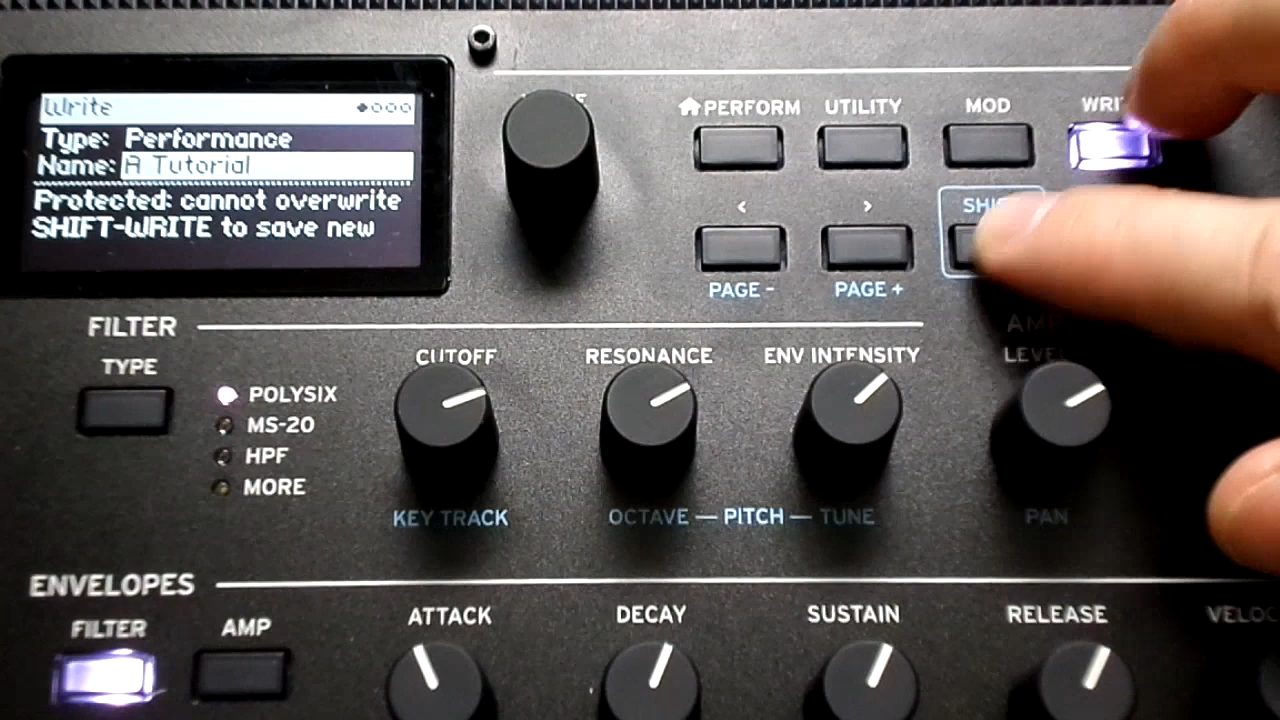 Write
Type: Performance
Name: A Tutorial
Protected: cannot overwrite
SHIFT-WRITE to save new
PERFORM UTILITY MOD
< >
PAGE - PAGE +
FILTER
TYPE
POLYSIX
MS-20
HPF
MORE
CUTOFF RESONANCE ENV INTENSITY LEVEL
KEY TRACK OCTAVE — PITCH — TUNE PAN
ENVELOPES
FILTER AMP
ATTACK DECAY SUSTAIN RELEASE